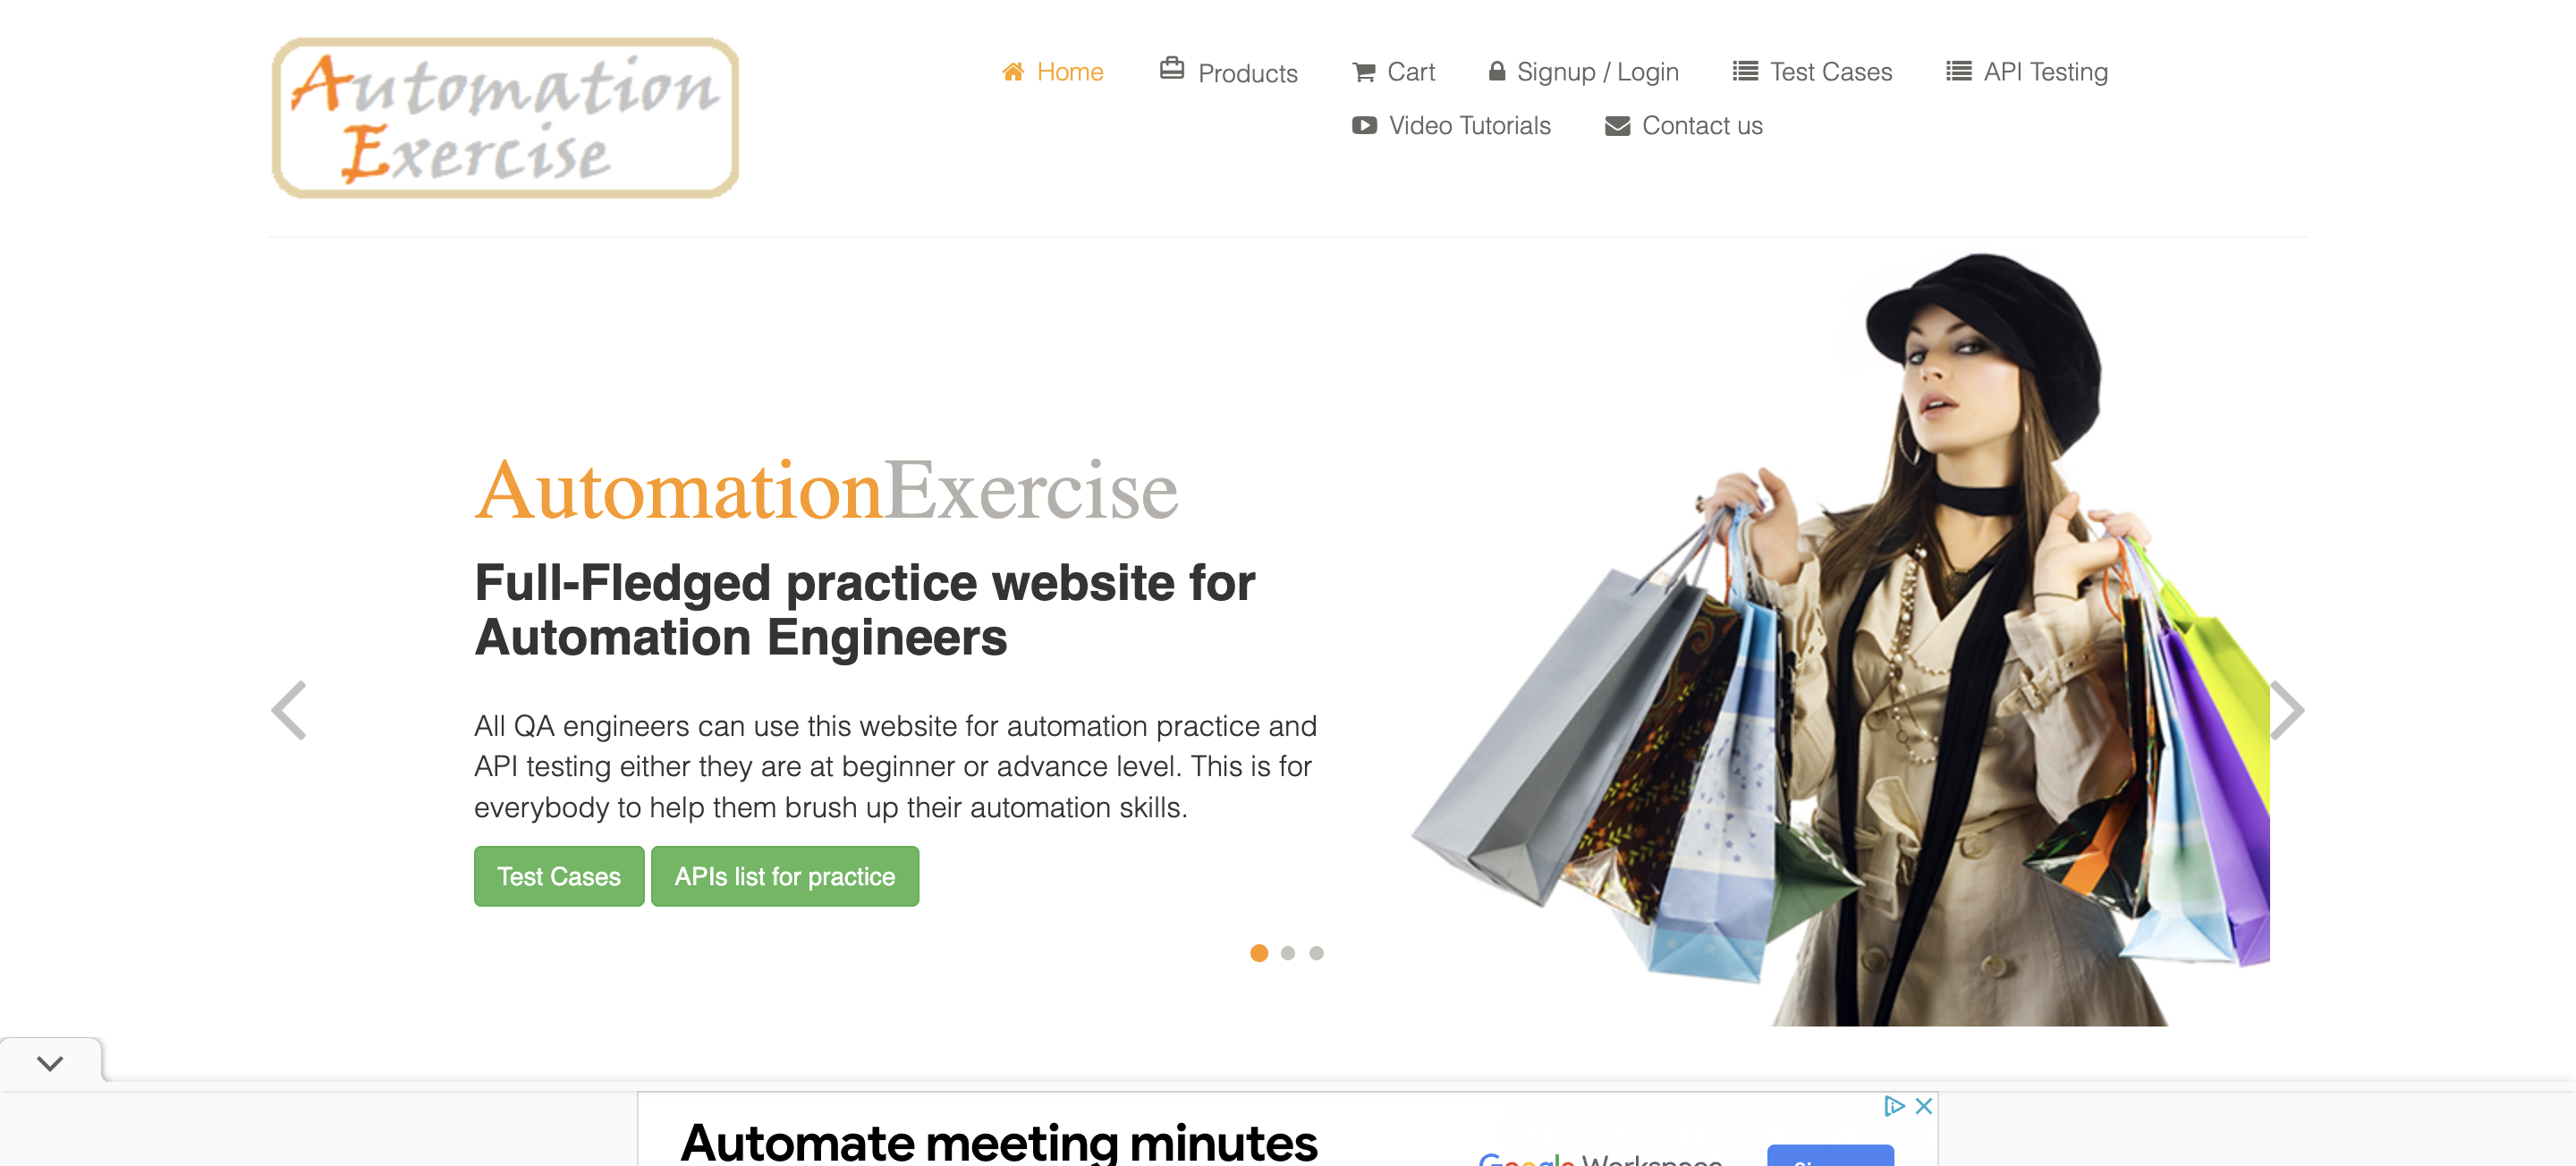 Automation
Exercise
Home Products Cart Signup / Login Test Cases API Testing
Video Tutorials Contact us
AutomationExercise
Full-Fledged practice website for
Automation Engineers
All QA engineers can use this website for automation practice and
API testing either they are at beginner or advance level. This is for
everybody to help them brush up their automation skills.
Test Cases APIs list for practice
Automate meeting minutes
Google Workspace